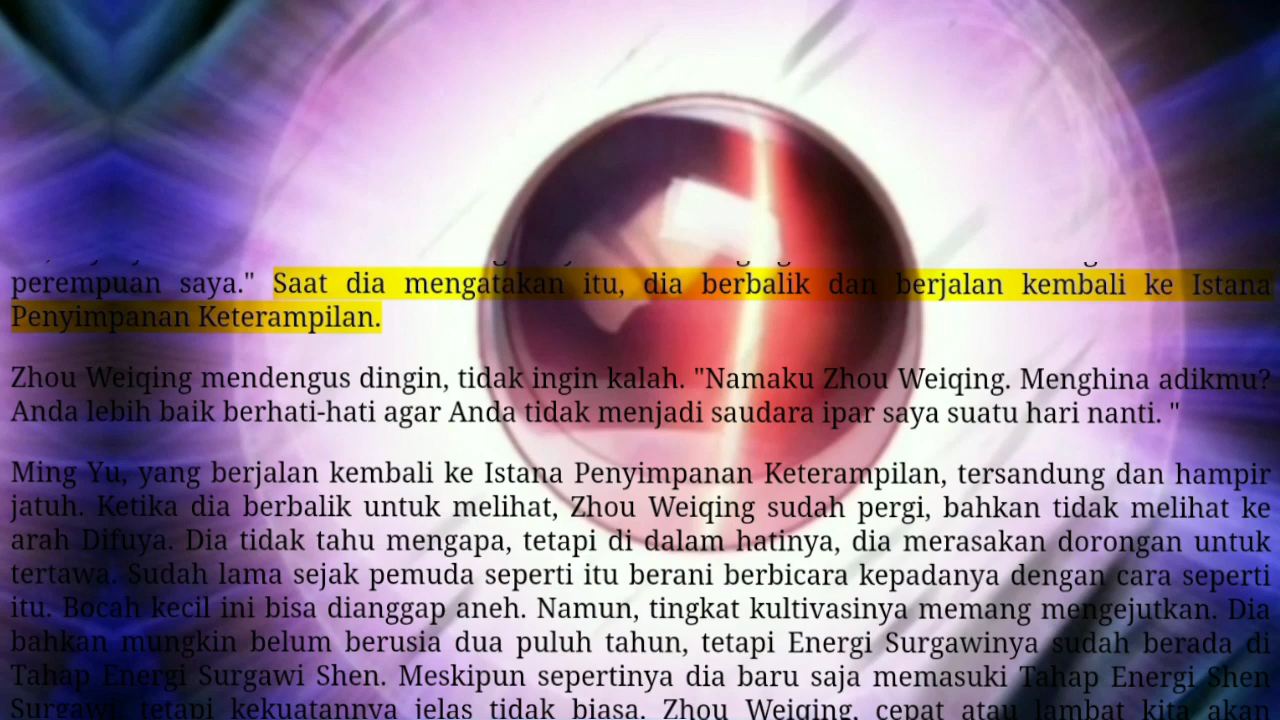 perempuan saya." Saat dia mengatakan itu, dia berbalik dan berjalan kembali ke Istana
Penyimpanan Keterampilan.
Zhou Weiqing mendengus dingin, tidak ingin kalah. "Namaku Zhou Weiqing. Menghina adikmu?
Anda lebih baik berhati-hati agar Anda tidak menjadi saudara ipar saya suatu hari nanti. "
Ming Yu, yang berjalan kembali ke Istana Penyimpanan Keterampilan, tersandung dan hampir
jatuh. Ketika dia berbalik untuk melihat, Zhou Weiqing sudah pergi, bahkan tidak melihat ke
arah Difuya. Dia tidak tahu mengapa, tetapi di dalam hatinya, dia merasakan dorongan untuk
tertawa. Sudah lama sejak pemuda seperti itu berani berbicara kepadanya dengan cara seperti
itu. Bocah kecil ini bisa dianggap aneh. Namun, tingkat kultivasinya memang mengejutkan. Dia
bahkan mungkin belum berusia dua puluh tahun, tetapi Energi Surgawinya sudah berada di
Tahap Energi Surgawi Shen. Meskipun sepertinya dia baru saja memasuki Tahap Energi Shen
Surgawi, tetapi kekuatannya jelas tidak biasa. Zhou Weiqing, cepat atau lambat kita akan